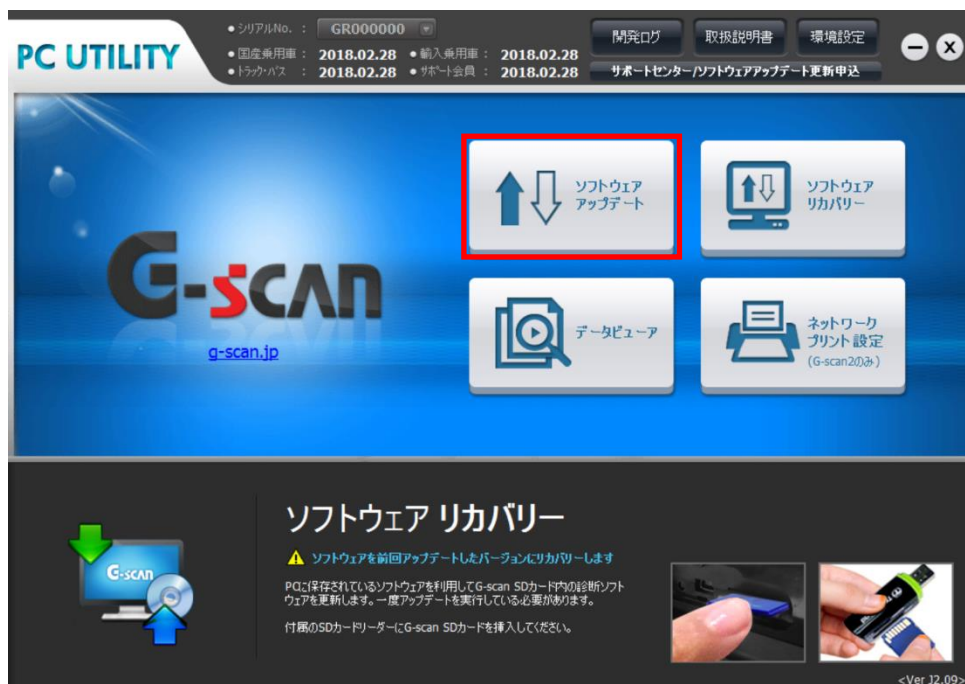 PC UTILITY
●シリアルNo. : GR000000
●国産乗用車 : 2018.02.28 ●輸入乗用車 : 2018.02.28
●トラック・バス : 2018.02.28 ●サポート会員 : 2018.02.28
開発ログ 取扱説明書 環境設定
サポートセンター/ソフトウェアアップデート更新申込
ソフトウェア
アップデート
ソフトウェア
リカバリー
G-scan
g-scan.jp
データビューア
ネットワーク
プリント設定
(G-scan2のみ)
G-scan
ソフトウェア リカバリー
ソフトウェアを前回アップデートしたバージョンにリカバリーします
PCに保存されているソフトウェアを利用してG-scan SDカード内の診断ソフト
ウェアを更新します。一度アップデートを実行している必要があります。
付属のSDカードリーダーにG-scan SDカードを挿入してください。
<Ver J2.09>